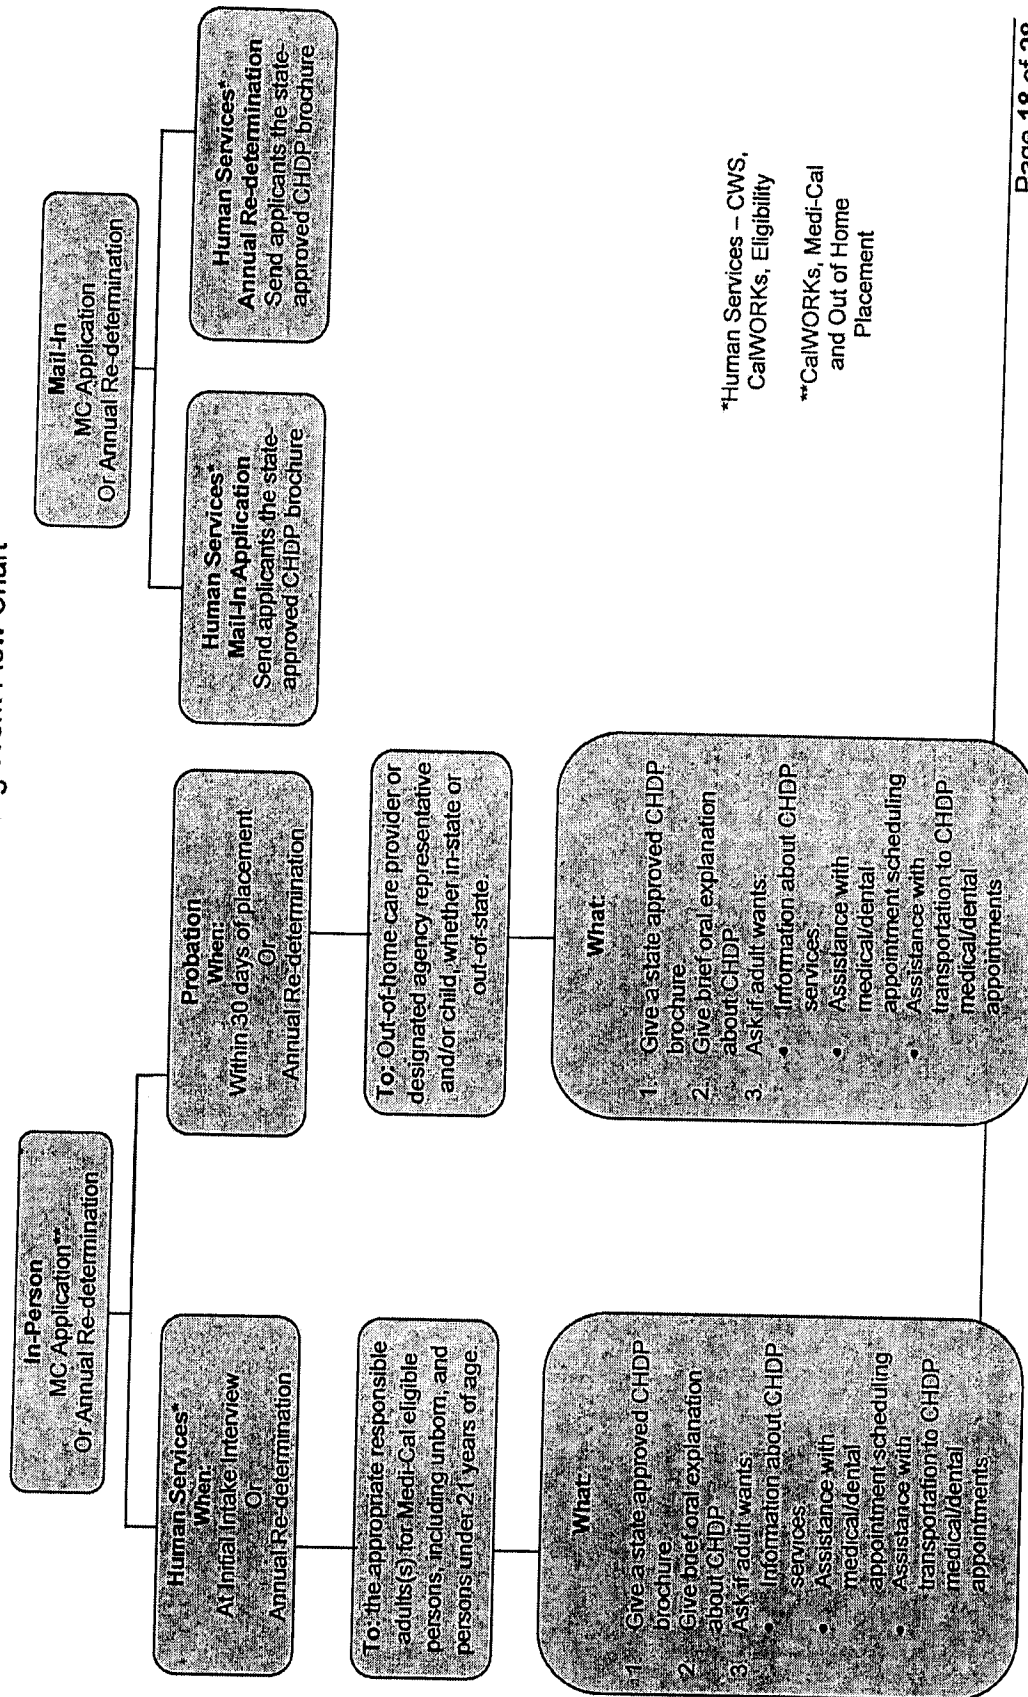 Flow Chart
In-Person
MC Application**
Or Annual Re-determination
Human Services*
When:
At Initial Intake Interview
Or
Annual Re-determination
To: the appropriate responsible
adults(s) for Medi-Cal eligible
persons, including unborn, and
persons under 21 years of age.
What:
1. Give a state approved CHDP
brochure.
2. Give brief oral explanation
about CHDP
3. Ask if adult wants:
• Information about CHDP
services
• Assistance with
medical/dental
appointment scheduling
• Assistance with
transportation to CHDP
medical/dental
appointments
Probation
When:
Within 30 days of placement
Or
Annual Re-determination
To: Out-of-home care provider or
designated agency representative
and/or child, whether in-state or
out-of-state.
What:
1. Give a state approved CHDP
brochure.
2. Give brief oral explanation
about CHDP
3. Ask if adult wants:
• Information about CHDP
services
• Assistance with
medical/dental
appointment scheduling
• Assistance with
transportation to CHDP
medical/dental
appointments
Mail-In
MC Application
Or Annual Re-determination
Human Services*
Mail-In Application
Send applicants the state-
approved CHDP brochure
Human Services*
Annual Re-determination
Send applicants the state-
approved CHDP brochure
*Human Services – CWS,
CalWORKs, Eligibility
**CalWORKs, Medi-Cal
and Out of Home
Placement
Page 18 of 28